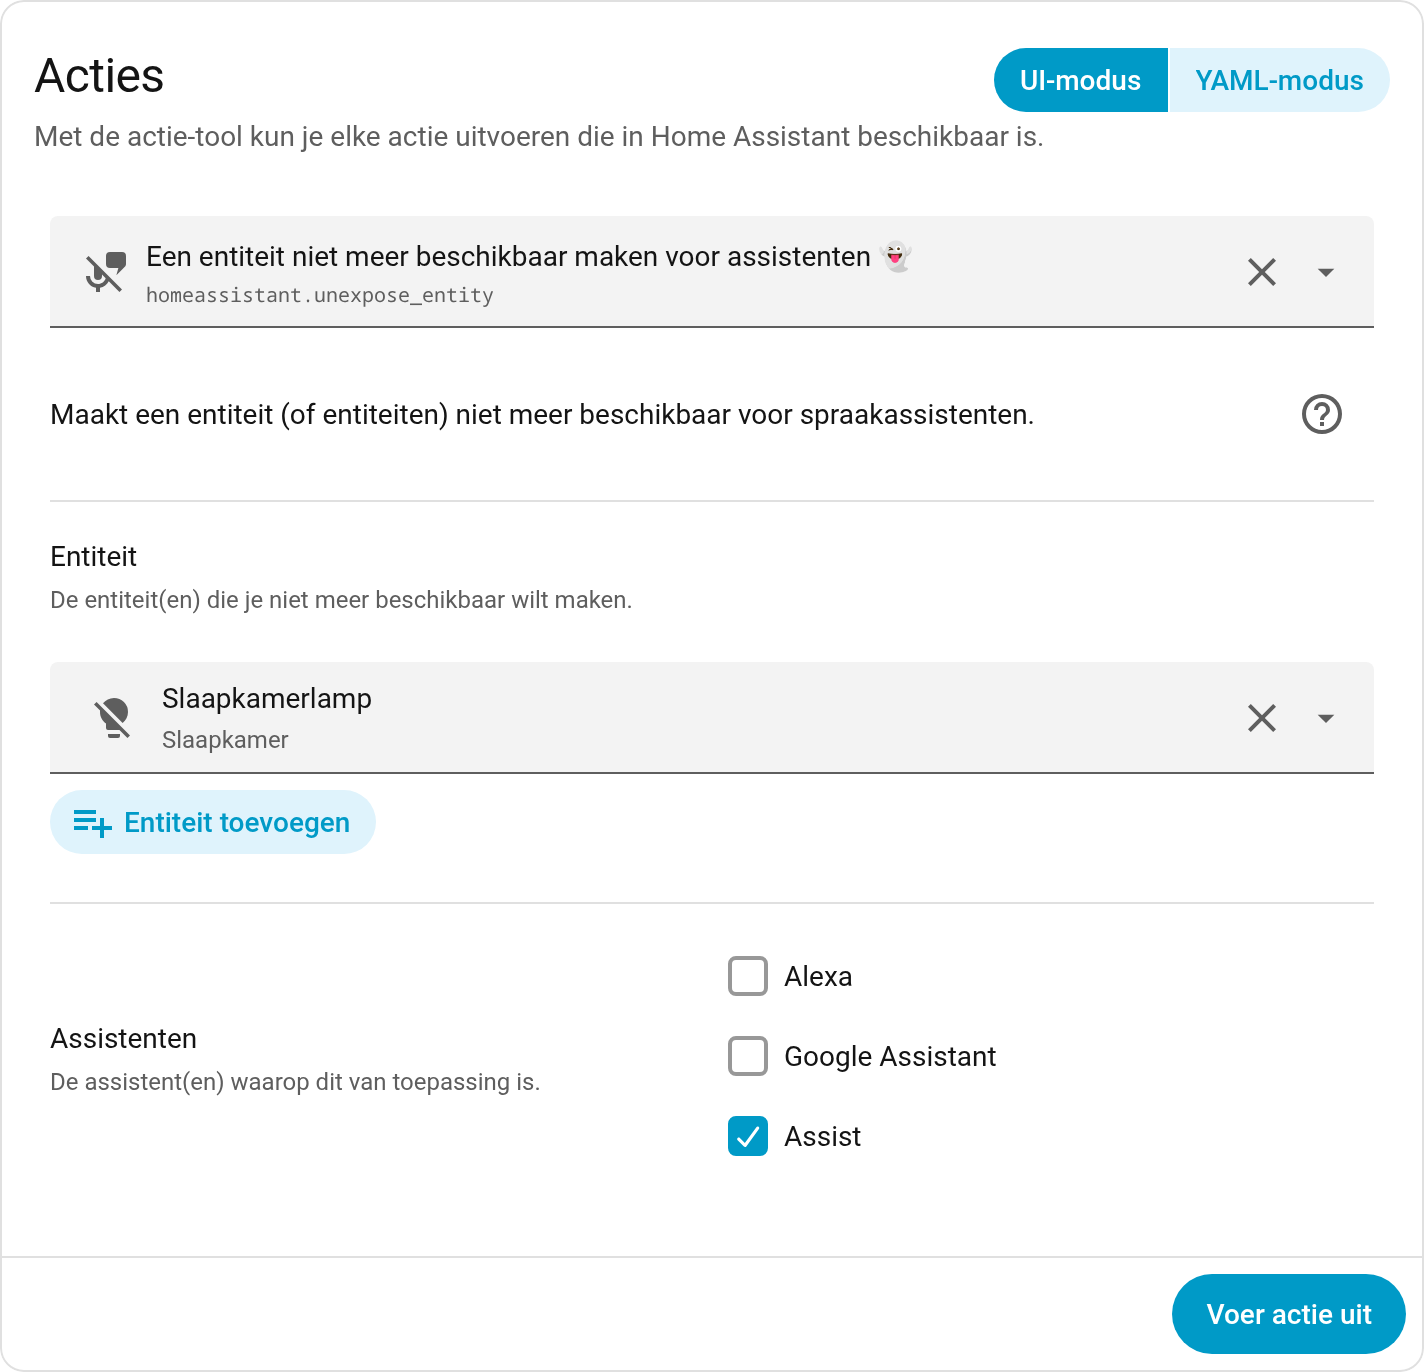 Acties
UI-modus
YAML-modus
Met de actie-tool kun je elke actie uitvoeren die in Home Assistant beschikbaar is.
Een entiteit niet meer beschikbaar maken voor assistenten 👻
homeassistant.unexpose_entity
Maakt een entiteit (of entiteiten) niet meer beschikbaar voor spraakassistenten.
Entiteit
De entiteit(en) die je niet meer beschikbaar wilt maken.
Slaapkamerlamp
Slaapkamer
Entiteit toevoegen
Assistenten
De assistent(en) waarop dit van toepassing is.
Alexa
Google Assistant
Assist
Voer actie uit